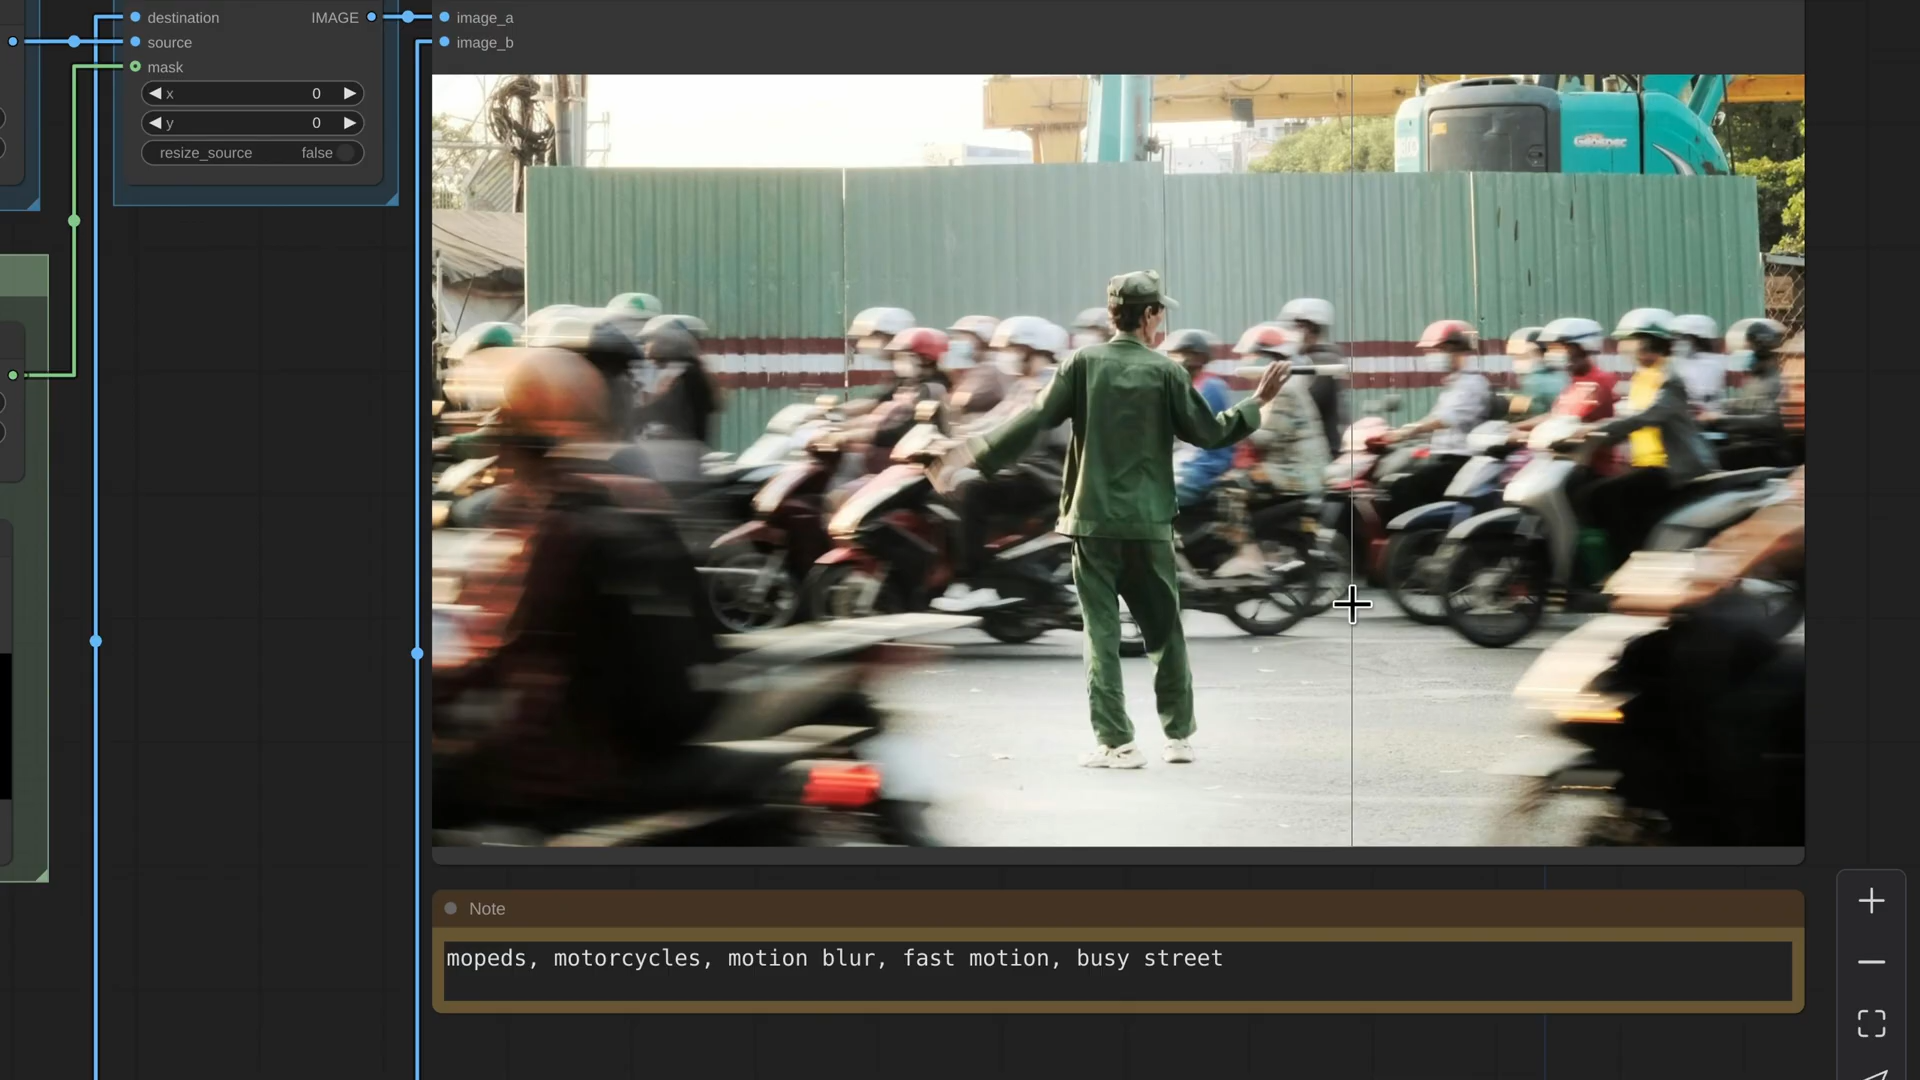 destination
IMAGE
image_a
source
image_b
mask
x
0
y
0
resize_source
false
Geospec
Note
mopeds, motorcycles, motion blur, fast motion, busy street